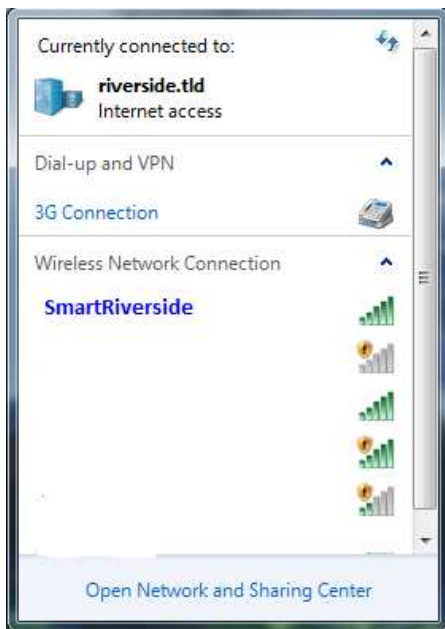 Currently connected to:
riverside.tld
Internet access
Dial-up and VPN
3G Connection
Wireless Network Connection
SmartRiverside
Open Network and Sharing Center